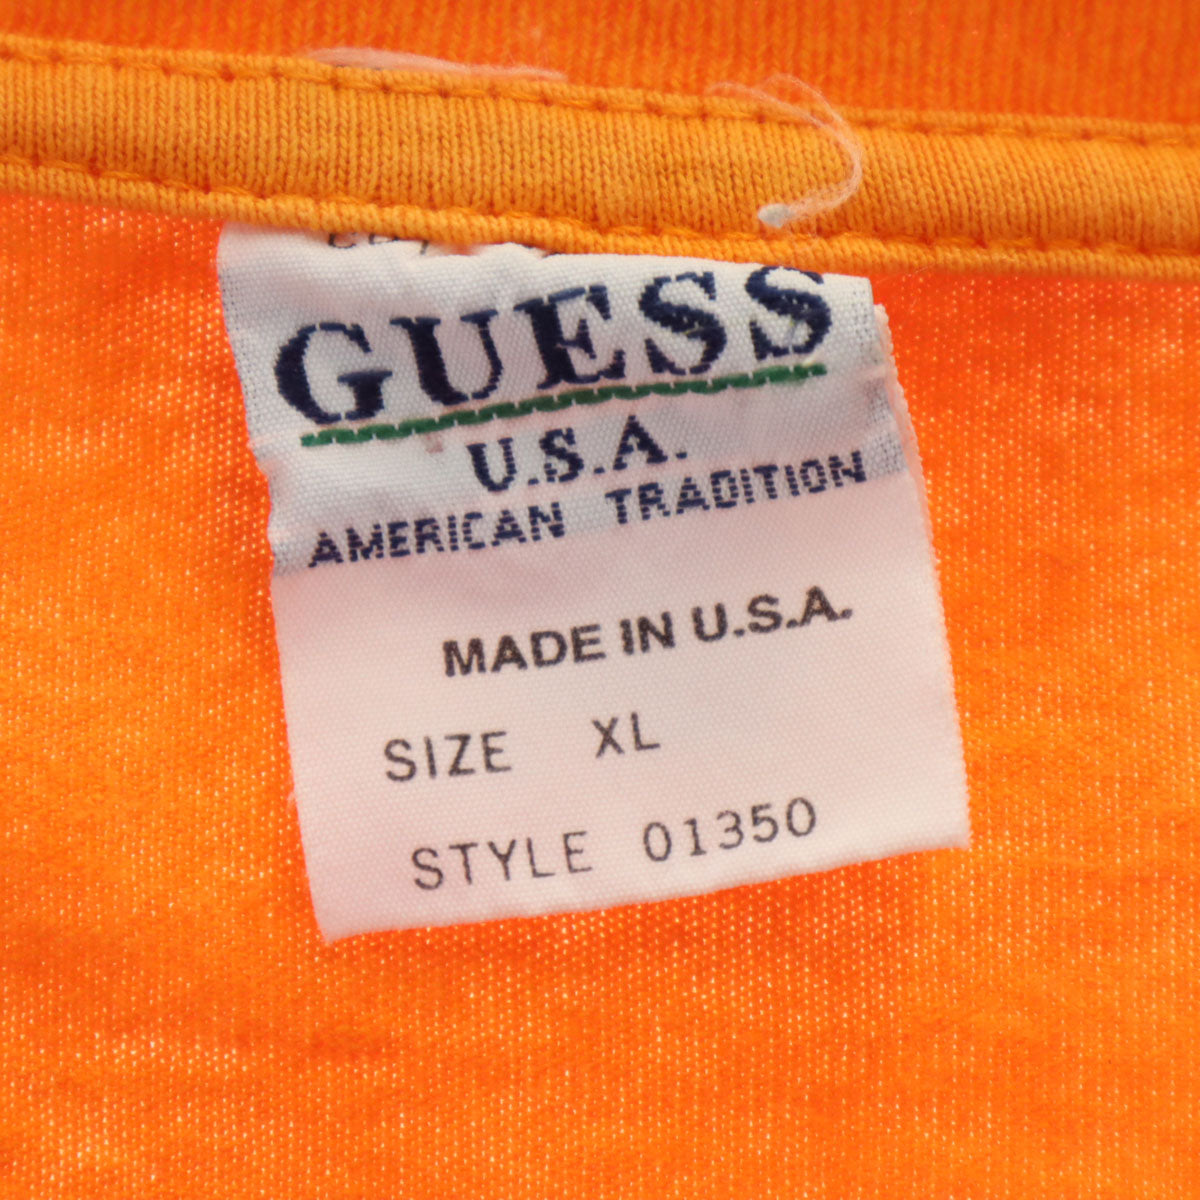 GUESS
U.S.A.
AMERICAN TRADITION
MADE IN U.S.A.
SIZE XL
STYLE 01350